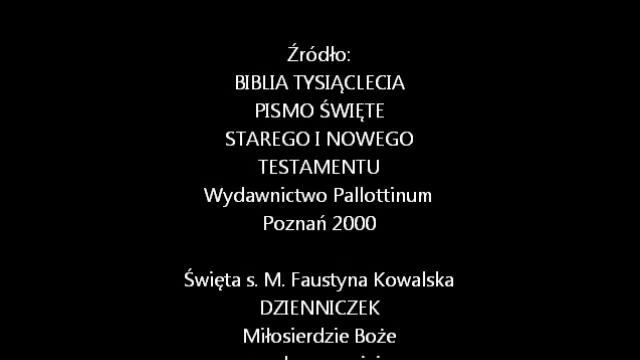 Źródło:
BIBLIA TYSIĄCLECIA
PISMO ŚWIĘTE
STAREGO I NOWEGO
TESTAMENTU
Wydawnictwo Pallottinum
Poznań 2000
Święta s. M. Faustyna Kowalska
DZIENNICZEK
Miłosierdzie Boże